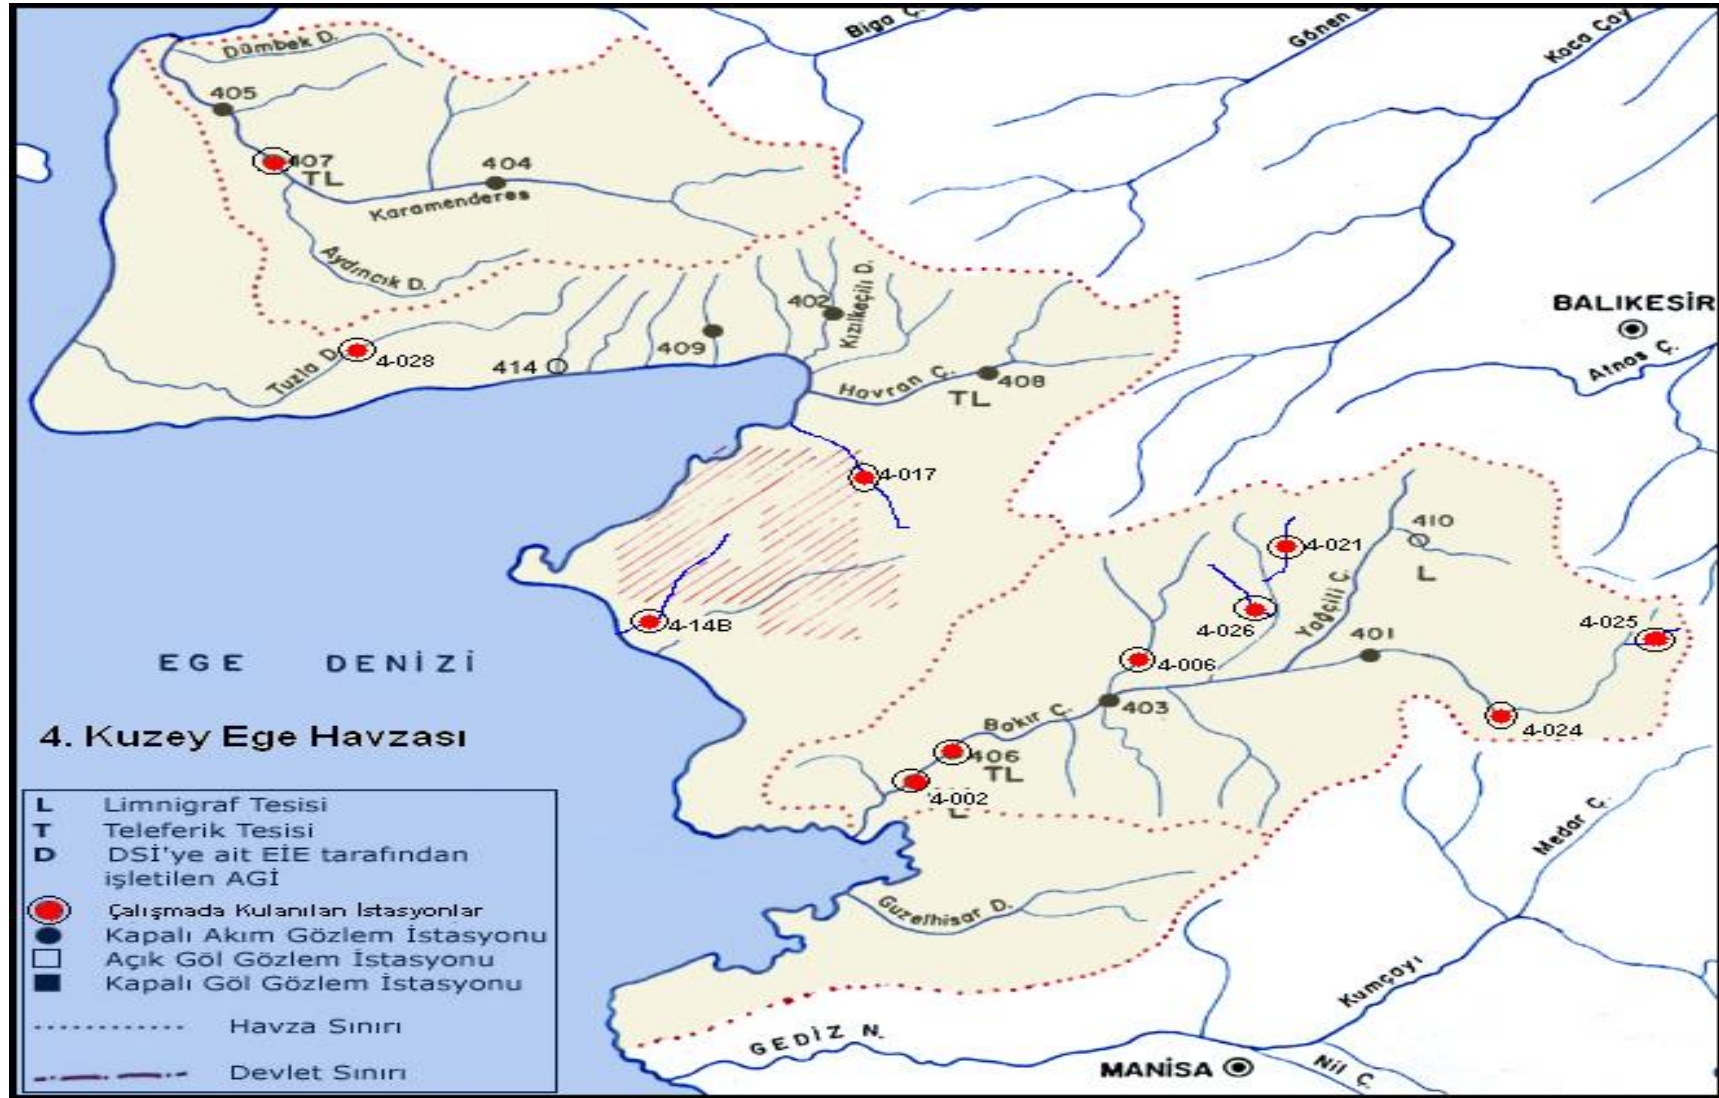 Biga Ç.
Gönen Ç.
Koca Çay
Dümbek D.
405
407
TL
404
Karamenderes
Aydıncık D.
402
Kızılkeçili D.
409
414
Tuzla D.
4-028
Havran Ç.
408
TL
BALIKESİR
Atnos Ç.
4-017
4-021
410
L
Yağcili Ç.
4-14B
4-026
401
4-025
4-006
EGE DENİZİ
403
Bakır Ç.
4-024
406
TL
4-002
L
4. Kuzey Ege Havzası
L Limnigraf Tesisi
T Teleferik Tesisi
D DSİ'ye ait EİE tarafından
işletilen AGİ
Çalışmada Kulanılan İstasyonlar
Kapalı Akım Gözlem İstasyonu
Açık Göl Gözlem İstasyonu
Kapalı Göl Gözlem İstasyonu
Havza Sınırı
Devlet Sınırı
Medar Ç.
Guzelhisar D.
Kumçayı
GEDİZ N.
MANİSA
Nil Ç.